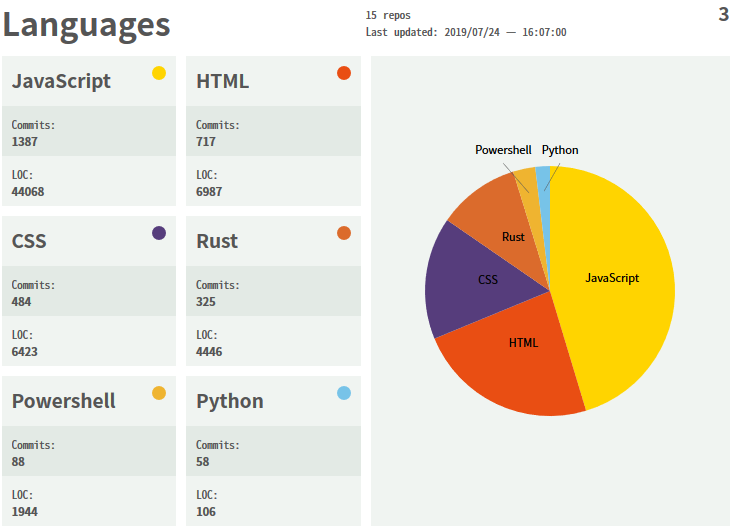 Languages
15 repos
Last updated: 2019/07/24 — 16:07:00
3
JavaScript
Commits:
1387
LOC:
44068
HTML
Commits:
717
LOC:
6987
CSS
Commits:
484
LOC:
6423
Rust
Commits:
325
LOC:
4446
Powershell
Commits:
88
LOC:
1944
Python
Commits:
58
LOC:
106
Powershell Python
Rust
JavaScript
CSS
HTML